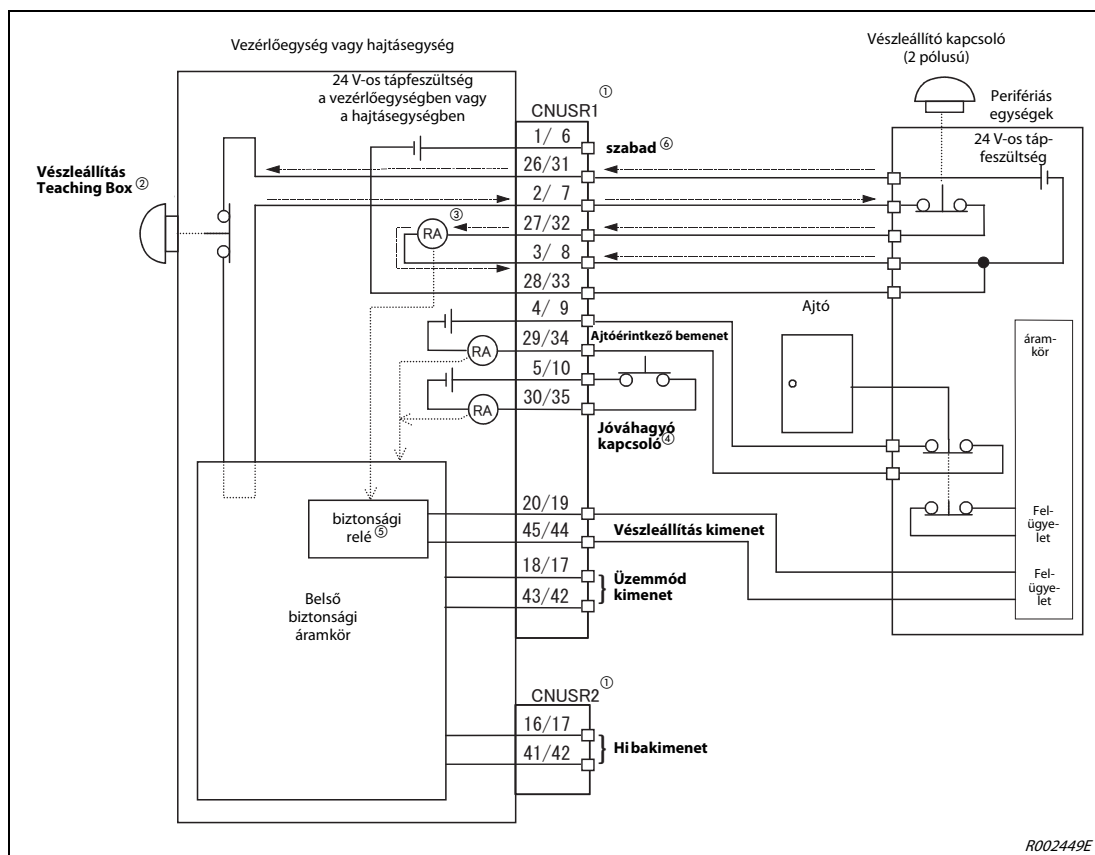 Vezérlőegység vagy hajtásegység
Vészleállító kapcsoló
(2 pólusú)
24 V-os tápfeszültség
a vezérlőegységben vagy
a hajtásegységben
Perifériás
egységek
CNUSR1 ①
1/ 6
szabad ⑥
24 V-os táp-
feszültség
26/31
Vészleállítás
Teaching Box ②
2/ 7
③
RA
27/32
3/ 8
28/33
4/ 9
Ajtó
Ajtóérintkező bemenet
áram-
kör
RA
29/34
5/10
RA
30/35
Jóváhagyó
kapcsoló ④
20/19
biztonsági
relé ⑤
45/44
Vészleállítás kimenet
Fel-
ügye-
let
18/17
Üzemmód
kimenet
43/42
Fel-
ügye-
let
Belső
biztonsági
áramkör
CNUSR2 ①
16/17
Hibakimenet
41/42
R002449E